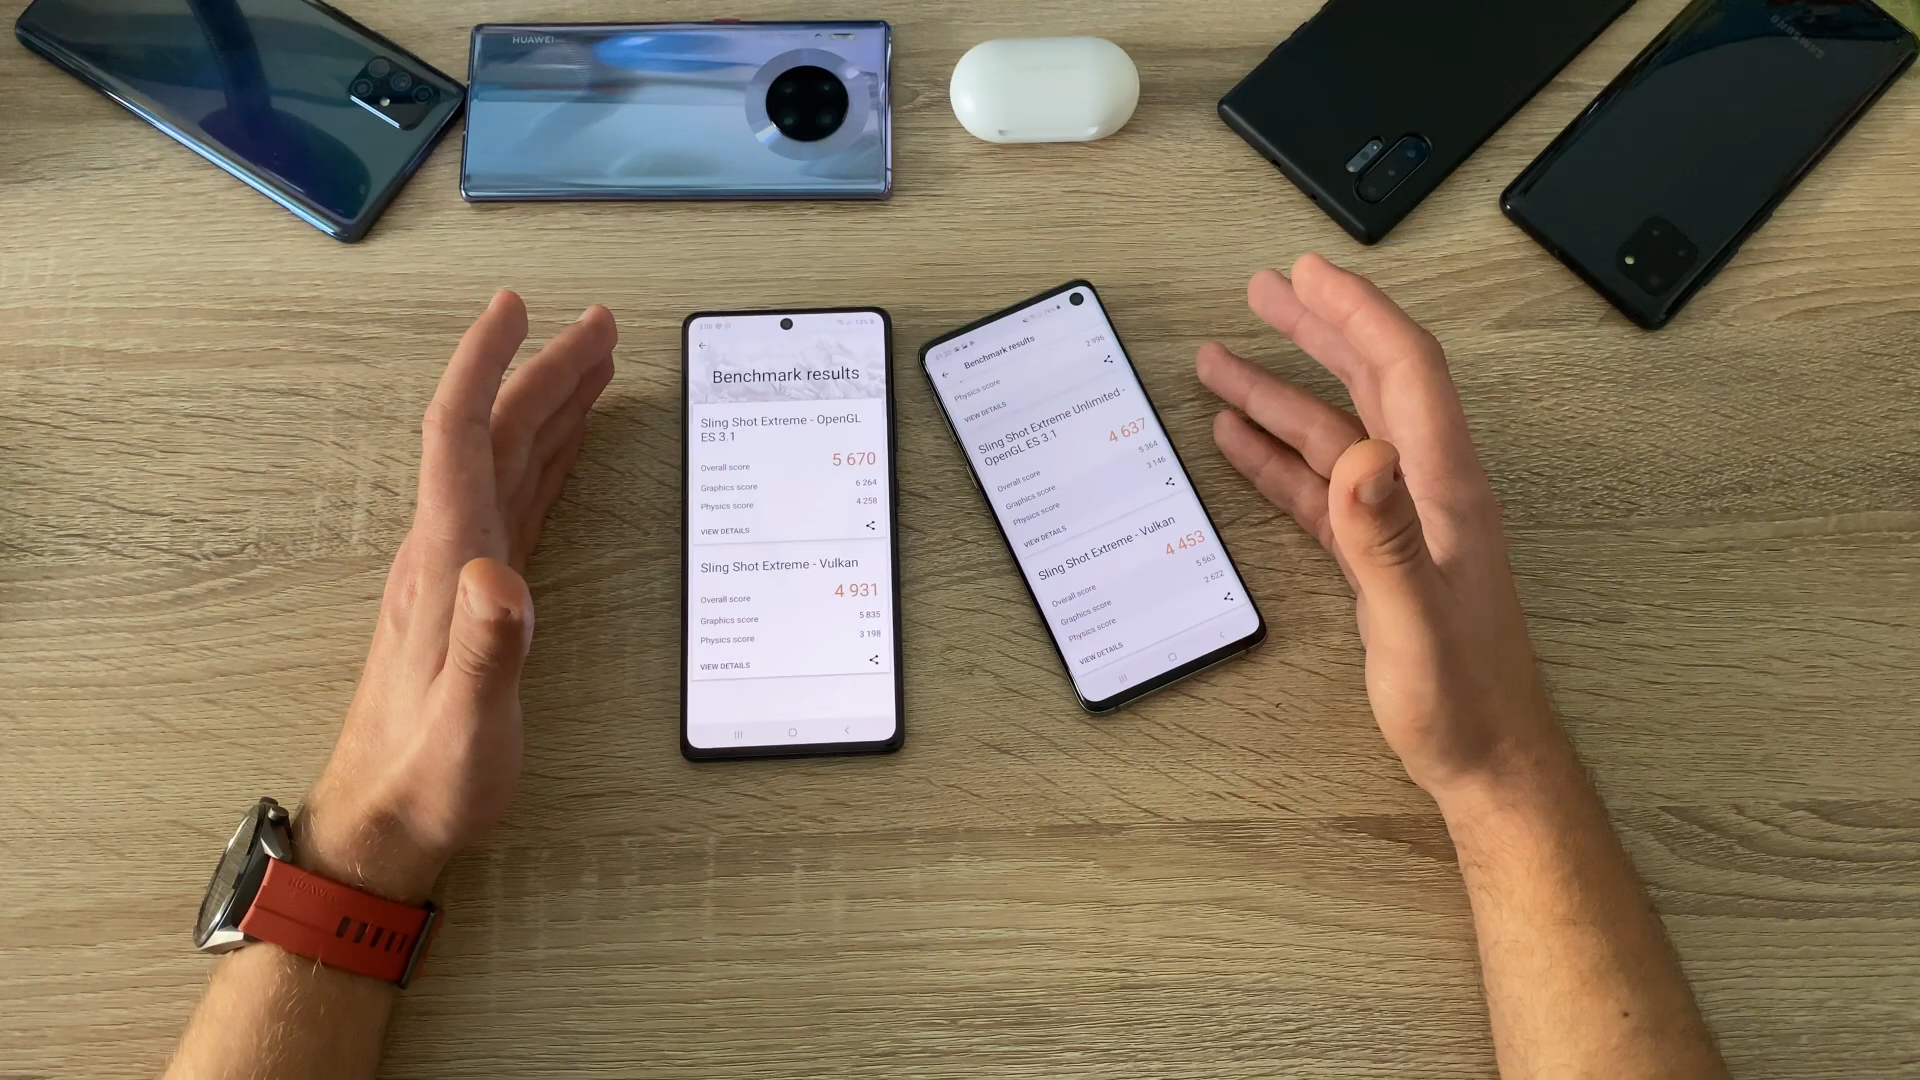 HUAWEI
SAMSUNG
13%
Benchmark results
Sling Shot Extreme - OpenGL
ES 3.1
Overall score 5 670
Graphics score 6 264
Physics score 4 258
VIEW DETAILS
Sling Shot Extreme - Vulkan
Overall score 4 931
Graphics score 5 835
Physics score 3 198
VIEW DETAILS
Benchmark results
Physics score 2 996
VIEW DETAILS
Sling Shot Extreme Unlimited -
OpenGL ES 3.1
Overall score 4 637
Graphics score 5 364
Physics score 3 146
VIEW DETAILS
Sling Shot Extreme - Vulkan
Overall score 4 453
Graphics score 5 563
Physics score 2 622
VIEW DETAILS
HUAWEI